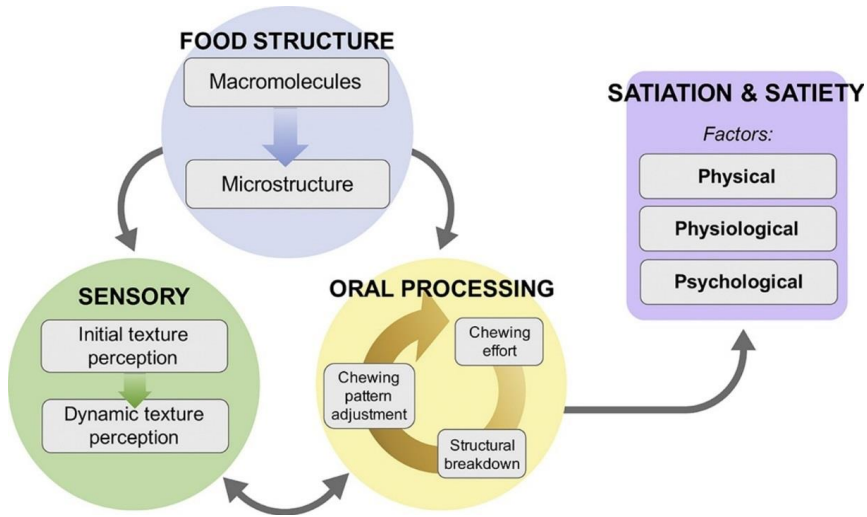 FOOD STRUCTURE
Macromolecules
Microstructure
SATIATION & SATIETY
Factors:
Physical
Physiological
Psychological
SENSORY
Initial texture
perception
Dynamic texture
perception
ORAL PROCESSING
Chewing
effort
Chewing
pattern
adjustment
Structural
breakdown